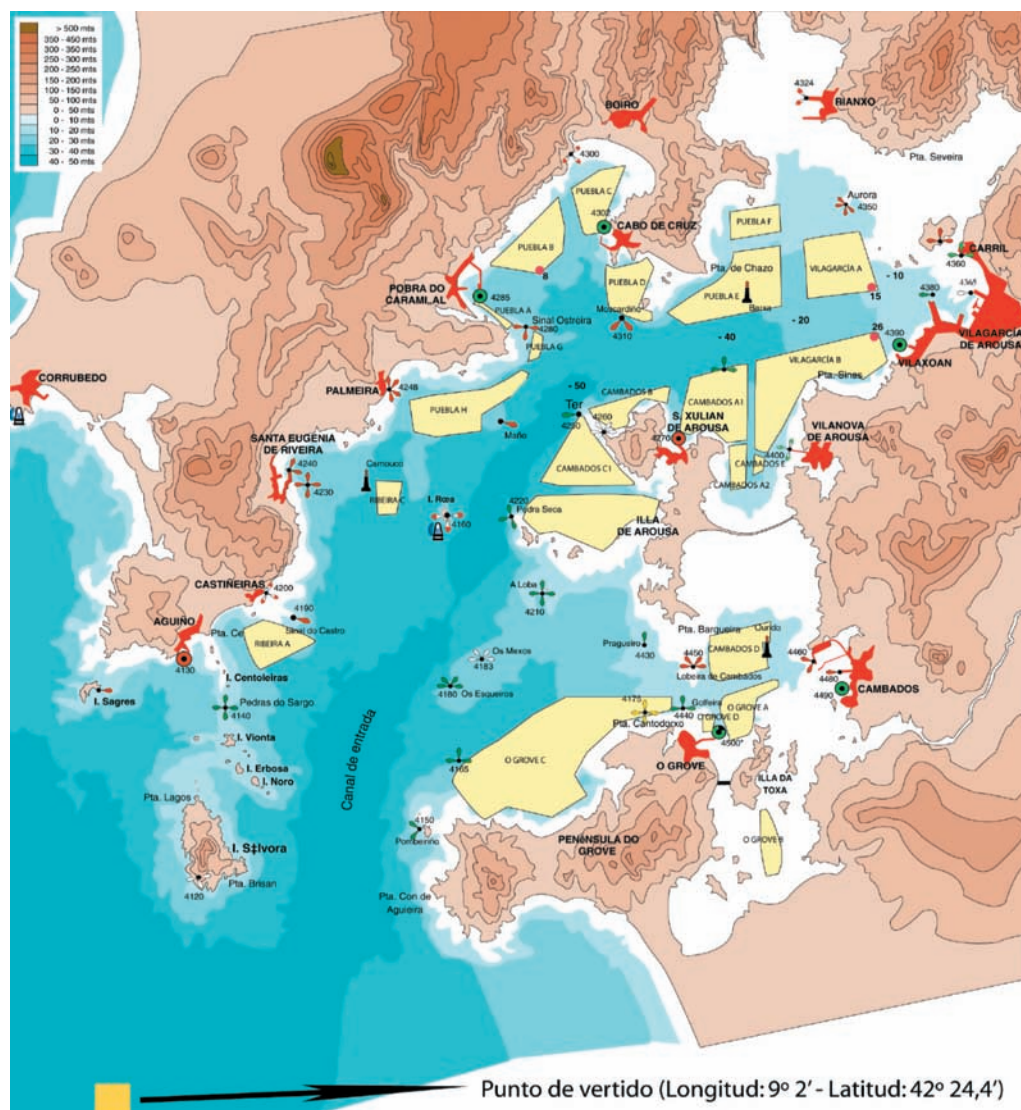 > 500 mts
350 - 450 mts
300 - 350 mts
250 - 300 mts
200 - 250 mts
150 - 200 mts
100 - 150 mts
50 - 100 mts
0 - 50 mts
0 - 10 mts
10 - 20 mts
20 - 30 mts
30 - 40 mts
40 - 50 mts
4324
RIANXO
BOIRO
4300
Pta. Seveira
PUEBLA C
Aurora
4350
4302
CABO DE CRUZ
PUEBLA F
PUEBLA B
CARRIL
4360
8
PUEBLA D
Pta. de Chazo
VILAGARCÍA A
- 10
POBRA DO
CARAMIÑAL
4285
PUEBLA E
15
4380
PUEBLA A
Moscardiño
Baixa
Sinal Ostreira
4280
4310
- 20
26
VILAGARCÍA
DE AROUSA
PUEBLA G
- 40
4390
VILAXOAN
VILAGARCÍA B
Pta. Sines
CORRUBEDO
PALMEIRA
4248
- 50
CAMBADOS B
CAMBADOS A1
PUEBLA H
Ter
4250
4260
S. XULIAN
DE AROUSA
4270
VILANOVA
DE AROUSA
Maño
SANTA EUGENIA
DE RIVEIRA
4240
4230
Camouco
CAMBADOS C1
4400
CAMBADOS E
CAMBADOS A2
RIBEIRA C
I. Rœa
4160
4220
Pedra Seca
ILLA
DE AROUSA
A Loba
4210
CASTIÑEIRAS
4200
4190
Sinal do Castro
AGUIÑO
Pta. Ce
RIBEIRA A
4130
Pragueiro
4430
Pta. Bargueira
Ourido
CAMBADOS D
4450
Lobeira de Cambados
4460
4480
4490
CAMBADOS
Os Mexos
4183
I. Centoleiras
I. Sagres
Pedras do Sargo
4140
4180
Os Esqueiros
4175
Pta. Cantodorxo
Golfeira
4440
O GROVE A
O GROVE D
4500*
I. Vionta
Canal de entrada
4165
O GROVE C
O GROVE
I. Erbosa
I. Noro
ILLA DA
TOXA
Pta. Lagos
4150
Pombeiriño
PENêNSULA DO
GROVE
O GROVE B
I. S‡lvora
Pta. Brisan
4120
Pta. Con de
Aguieira
Punto de vertido (Longitud: 9º 2’ - Latitud: 42º 24,4’)